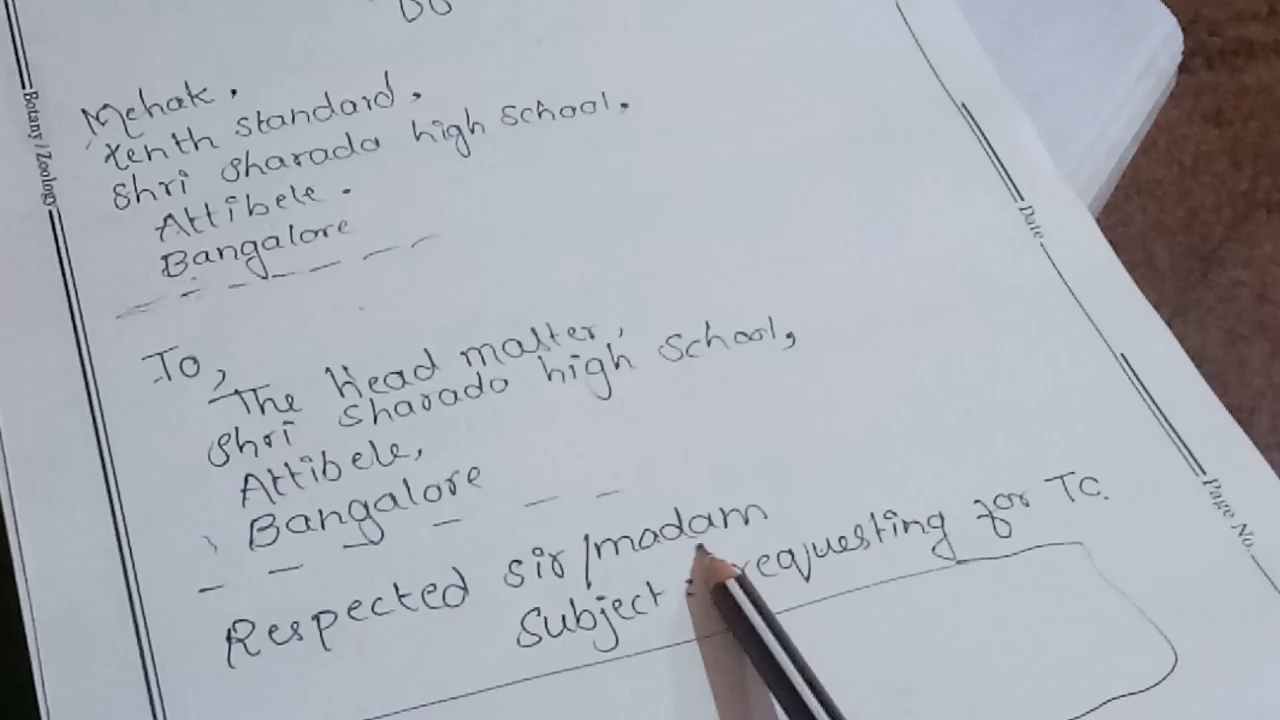 Mehak.
tenth standard,
Shri Sharada high school,
Attibele.
Bangalore
To,
The Head master,
Shri Sharada high school,
Attibele,
Bangalore
Respected sir/madam
Subject : requesting for TC.
Botany / Zoology
Date
Page No.